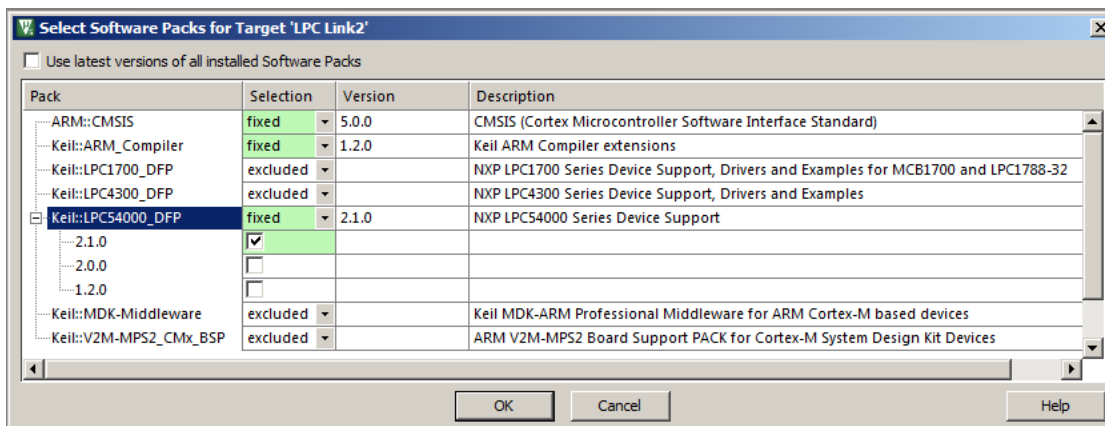 Select Software Packs for Target 'LPC Link2'
Use latest versions of all installed Software Packs
Pack Selection Version Description
ARM::CMSIS fixed 5.0.0 CMSIS (Cortex Microcontroller Software Interface Standard)
Keil::ARM_Compiler fixed 1.2.0 Keil ARM Compiler extensions
Keil::LPC1700_DFP excluded NXP LPC1700 Series Device Support, Drivers and Examples for MCB1700 and LPC1788-32
Keil::LPC4300_DFP excluded NXP LPC4300 Series Device Support, Drivers and Examples
Keil::LPC54000_DFP fixed 2.1.0 NXP LPC54000 Series Device Support
2.1.0
2.0.0
1.2.0
Keil::MDK-Middleware excluded Keil MDK-ARM Professional Middleware for ARM Cortex-M based devices
Keil::V2M-MPS2_CMx_BSP excluded ARM V2M-MPS2 Board Support PACK for Cortex-M System Design Kit Devices
OK Cancel Help